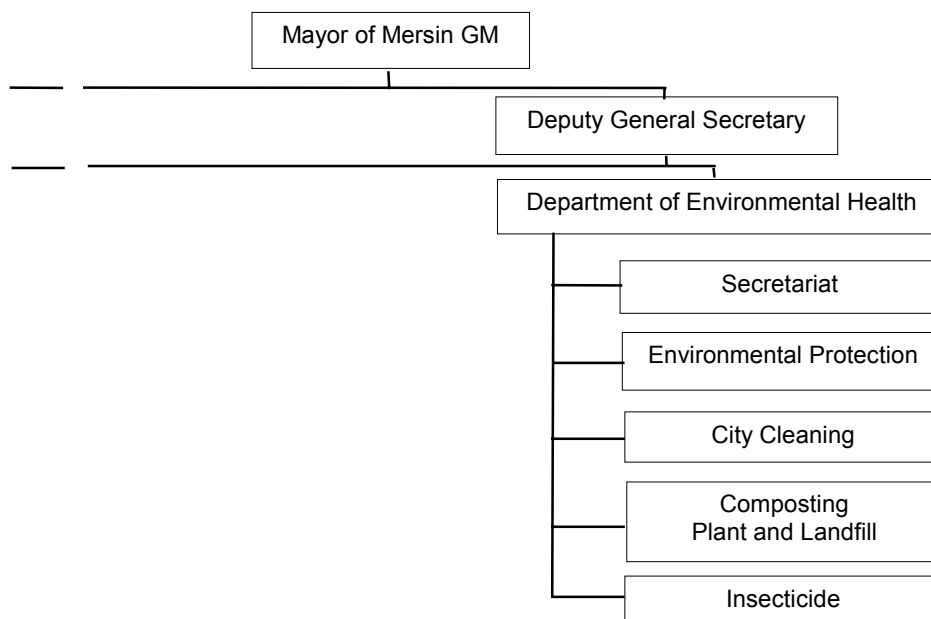 Mayor of Mersin GM
Deputy General Secretary
Department of Environmental Health
Secretariat
Environmental Protection
City Cleaning
Composting
Plant and Landfill
Insecticide